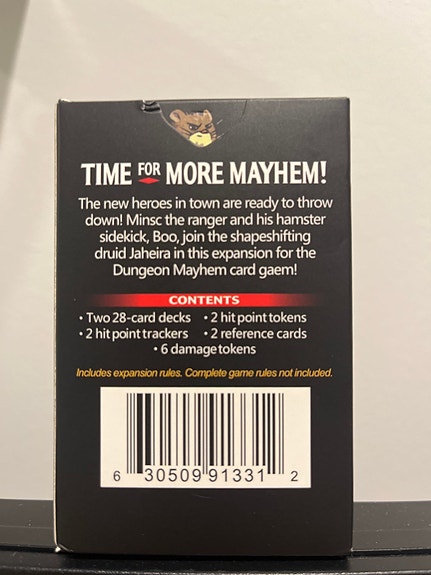 TIME FOR MORE MAYHEM!
The new heroes in town are ready to throw
down! Minsc the ranger and his hamster
sidekick, Boo, join the shapeshifting
druid Jaheira in this expansion for the
Dungeon Mayhem card gaem!
CONTENTS
• Two 28-card decks • 2 hit point tokens
• 2 hit point trackers • 2 reference cards
• 6 damage tokens
Includes expansion rules. Complete game rules not included.
6 30509 91331 2